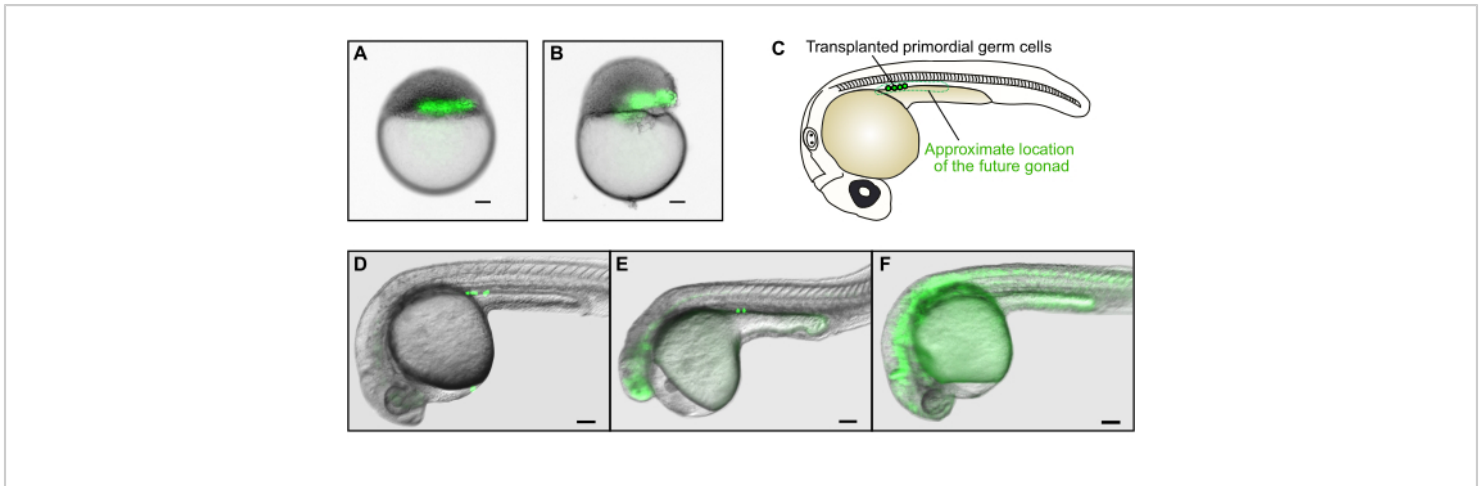 A
B
C
Transplanted primordial germ cells
Approximate location
of the future gonad
D
E
F